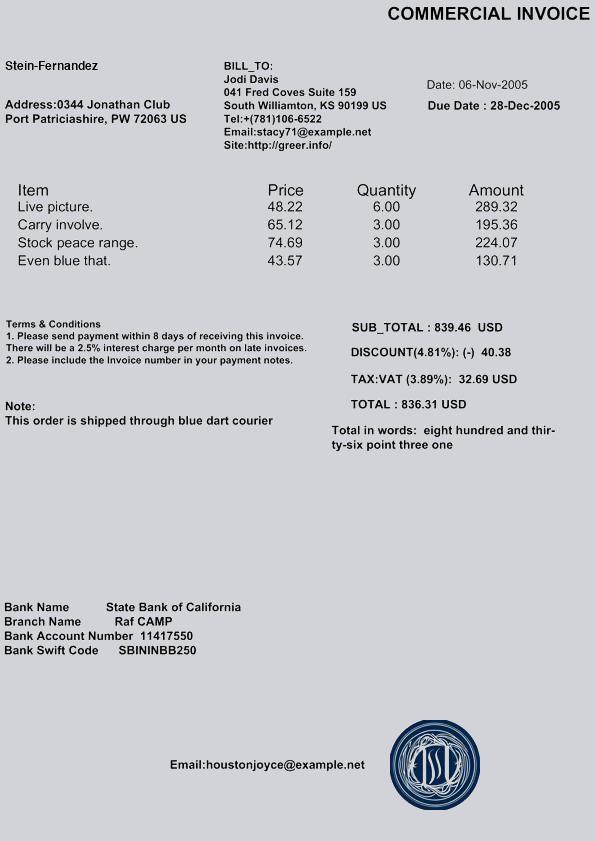 COMMERCIAL INVOICE
Stein-Fernandez
Address:0344 Jonathan Club
Port Patriciashire, PW 72063 US
BILL_TO:
Jodi Davis
041 Fred Coves Suite 159
South Williamton, KS 90199 US
Tel:+(781)106-6522
Email:stacy71@example.net
Site:http://greer.info/
Date: 06-Nov-2005
Due Date : 28-Dec-2005
Item Price Quantity Amount
Live picture. 48.22 6.00 289.32
Carry involve. 65.12 3.00 195.36
Stock peace range. 74.69 3.00 224.07
Even blue that. 43.57 3.00 130.71
Terms & Conditions
1. Please send payment within 8 days of receiving this invoice.
There will be a 2.5% interest charge per month on late invoices.
2. Please include the Invoice number in your payment notes.
Note:
This order is shipped through blue dart courier
SUB_TOTAL : 839.46 USD
DISCOUNT(4.81%): (-) 40.38
TAX:VAT (3.89%): 32.69 USD
TOTAL : 836.31 USD
Total in words: eight hundred and thir-
ty-six point three one
Bank Name State Bank of California
Branch Name Raf CAMP
Bank Account Number 11417550
Bank Swift Code SBININBB250
Email:houstonjoyce@example.net